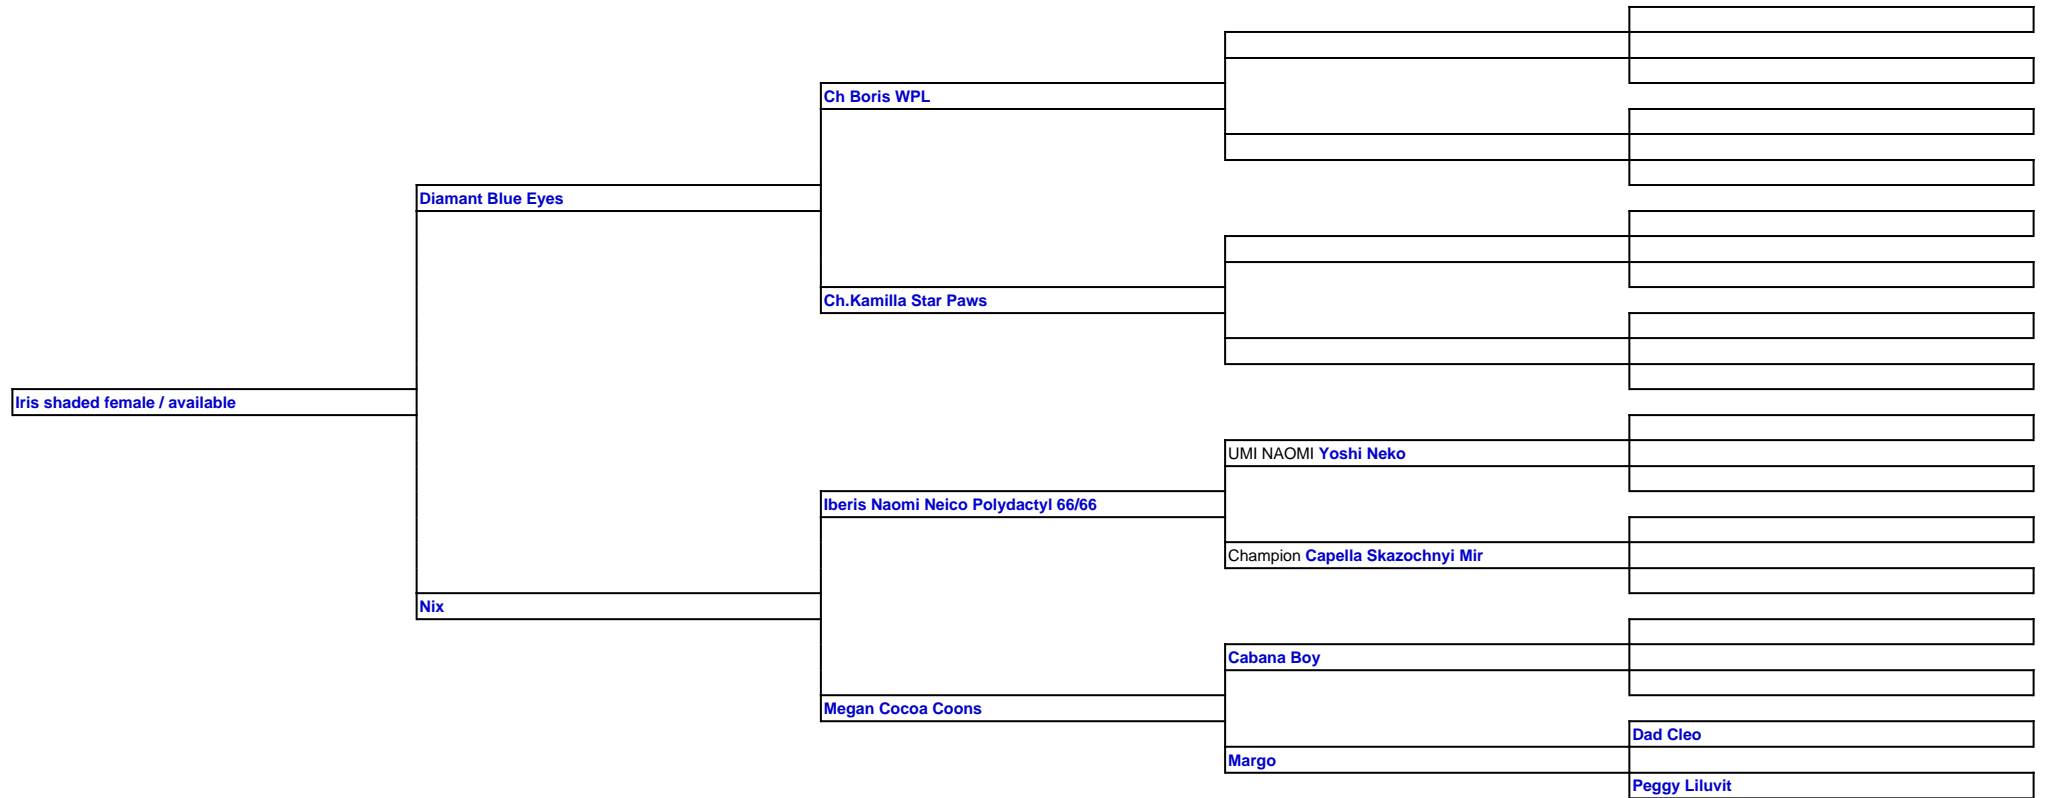 Ch Boris WPL
Diamant Blue Eyes
Ch.Kamilla Star Paws
Iris shaded female / available
UMI NAOMI Yoshi Neko
Iberis Naomi Neico Polydactyl 66/66
Champion Capella Skazochnyi Mir
Nix
Cabana Boy
Megan Cocoa Coons
Dad Cleo
Margo
Peggy Liluvit